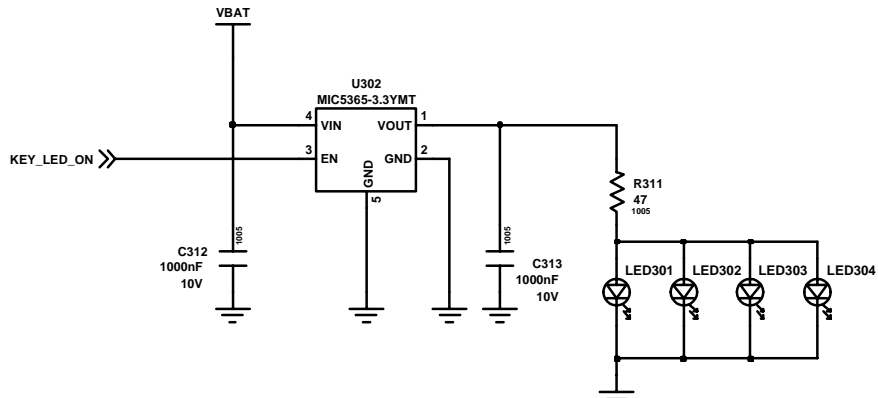 VBAT
U302
MIC5365-3.3YMT
4
VIN
VOUT
1
KEY_LED_ON
3
EN
GND
2
GND
5
C312
1000nF
10V
1005
C313
1000nF
10V
1005
R311
47
1005
LED301
LED302
LED303
LED304